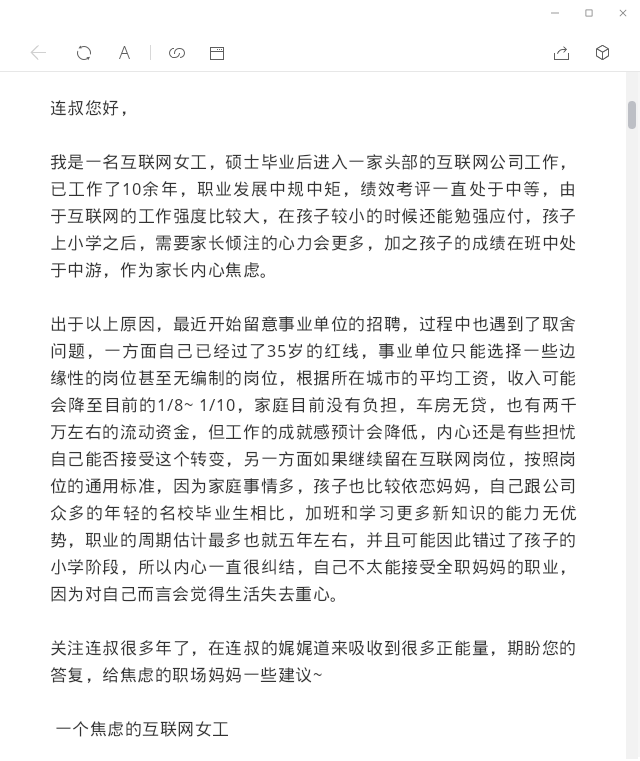 连叔您好，
我是一名互联网女工，硕士毕业后进入一家头部的互联网公司工作，
已工作了10余年，职业发展中规中矩，绩效考评一直处于中等，由
于互联网的工作强度比较大，在孩子较小的时候还能勉强应付，孩子
上小学之后，需要家长倾注的心力会更多，加之孩子的成绩在班中处
于中游，作为家长内心焦虑。
出于以上原因，最近开始留意事业单位的招聘，过程中也遇到了取舍
问题，一方面自己已经过了35岁的红线，事业单位只能选择一些边
缘性的岗位甚至无编制的岗位，根据所在城市的平均工资，收入可能
会降至目前的1/8~ 1/10，家庭目前没有负担，车房无贷，也有两千
万左右的流动资金，但工作的成就感预计会降低，内心还是有些担忧
自己能否接受这个转变，另一方面如果继续留在互联网岗位，按照岗
位的通用标准，因为家庭事情多，孩子也比较依恋妈妈，自己跟公司
众多的年轻的名校毕业生相比，加班和学习更多新知识的能力无优
势，职业的周期估计最多也就五年左右，并且可能因此错过了孩子的
小学阶段，所以内心一直很纠结，自己不太能接受全职妈妈的职业，
因为对自己而言会觉得生活失去重心。
关注连叔很多年了，在连叔的娓娓道来吸收到很多正能量，期盼您的
答复，给焦虑的职场妈妈一些建议~
一个焦虑的互联网女工